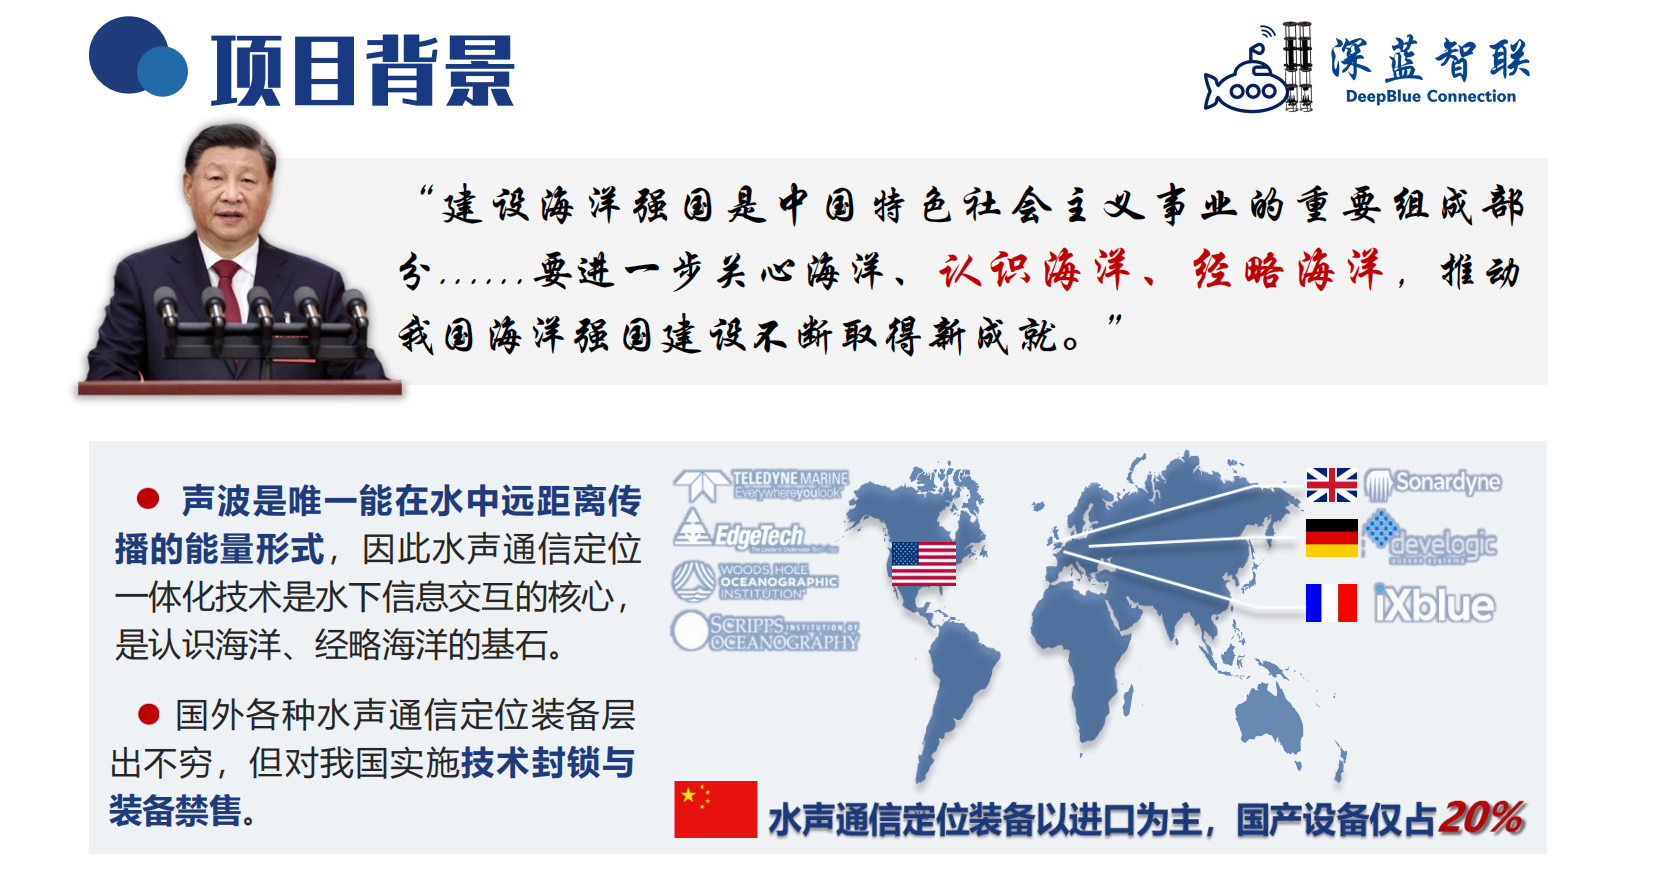 项目背景
深蓝智联
DeepBlue Connection
“建设海洋强国是中国特色社会主义事业的重要组成部
分......要进一步关心海洋、认识海洋、经略海洋，推动
我国海洋强国建设不断取得新成就。”
● 声波是唯一能在水中远距离传
播的能量形式，因此水声通信定位
一体化技术是水下信息交互的核心，
是认识海洋、经略海洋的基石。
● 国外各种水声通信定位装备层
出不穷，但对我国实施技术封锁与
装备禁售。
TELEDYNE MARINE
Everywhereyoulook
EdgeTech
WOODS HOLE
OCEANOGRAPHIC
INSTITUTION
SCRIPPS INSTITUTION OF
OCEANOGRAPHY
Sonardyne
develogic
subsea systems
iXblue
水声通信定位装备以进口为主，国产设备仅占20%